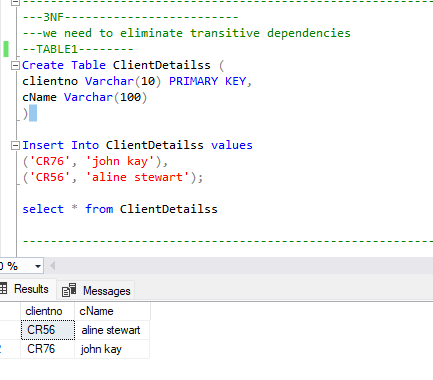 ---3NF-------------------------
---we need to eliminate transitive dependencies
--TABLE1--------
Create Table ClientDetailss (
clientno Varchar(10) PRIMARY KEY,
cName Varchar(100)
)
Insert Into ClientDetailss values
('CR76', 'john kay'),
('CR56', 'aline stewart');
select * from ClientDetailss
-----------------------------------------------------------
0 %
Results Messages
clientno cName
CR56 aline stewart
2 CR76 john kay